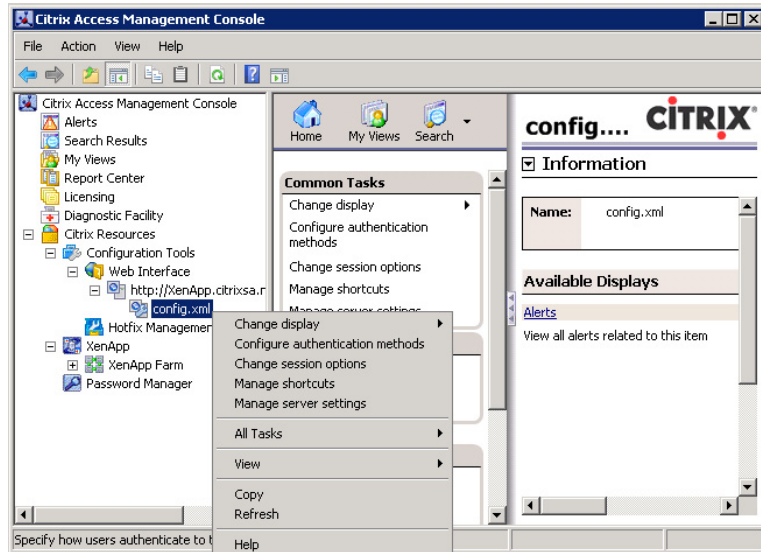 Citrix Access Management Console
File Action View Help
Citrix Access Management Console
Alerts
Search Results
My Views
Report Center
Licensing
Diagnostic Facility
Citrix Resources
Configuration Tools
Web Interface
http://XenApp.citrixsa.r
config.xml
Hotfix Managemer
XenApp
XenApp Farm
Password Manager
Home My Views Search
Common Tasks
Change display
Configure authentication
methods
Change session options
Manage shortcuts
Manage server settings
Change display
Configure authentication methods
Change session options
Manage shortcuts
Manage server settings
All Tasks
View
Copy
Refresh
Help
config.... CITRIX
Information
Name: config.xml
Available Displays
Alerts
View all alerts related to this item
Specify how users authenticate to t